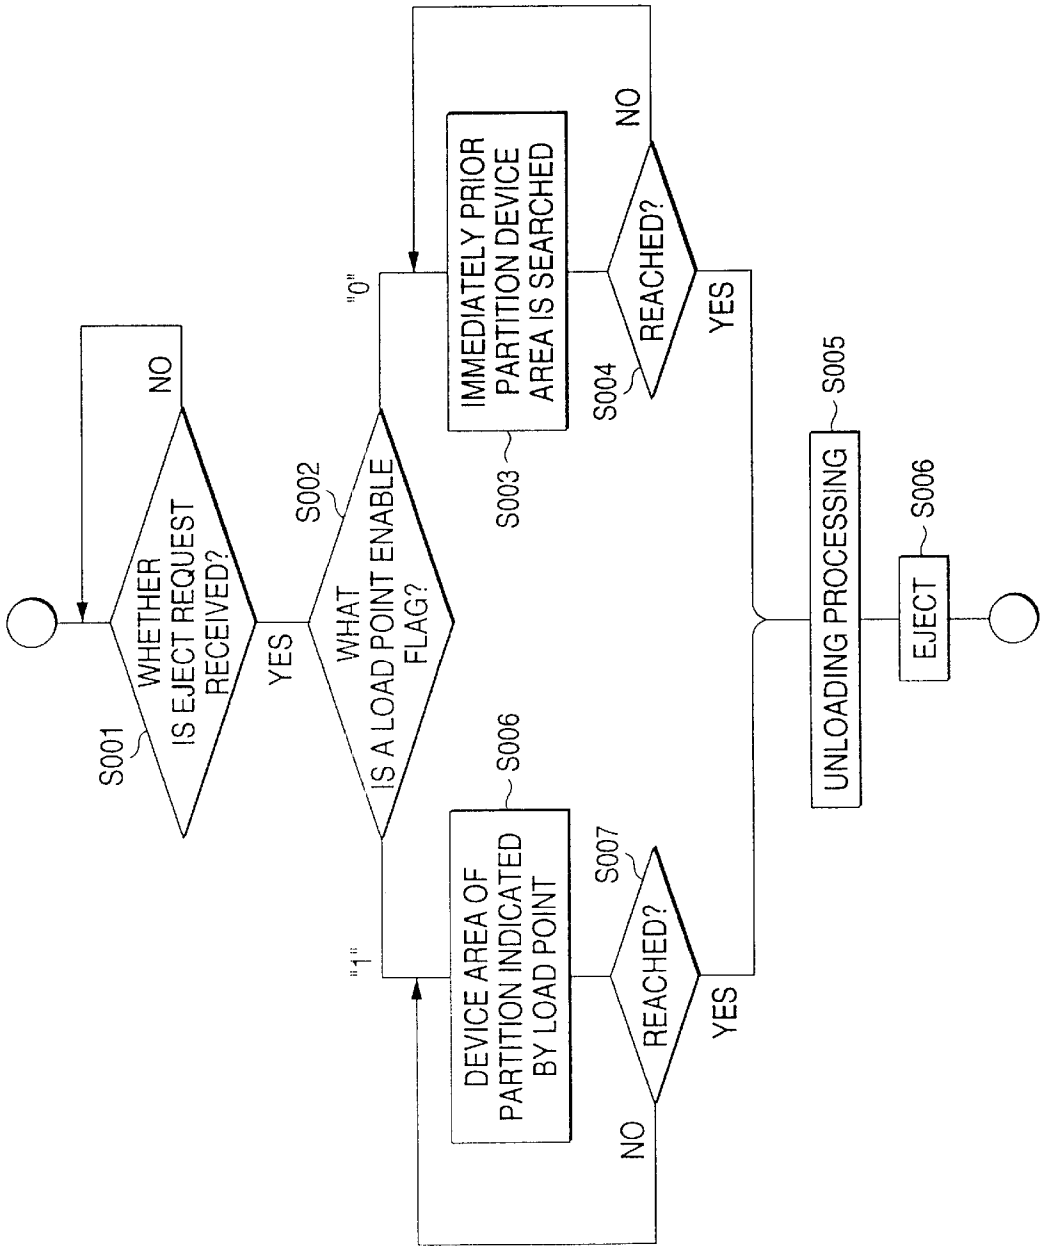 S001
WHETHER
IS EJECT REQUEST
RECEIVED?
NO
YES
S002
WHAT
IS A LOAD POINT ENABLE
FLAG?
"1"
"0"
DEVICE AREA OF
PARTITION INDICATED
BY LOAD POINT
S006
REACHED?
S007
NO
YES
IMMEDIATELY PRIOR
PARTITION DEVICE
AREA IS SEARCHED
S003
S004
REACHED?
NO
YES
UNLOADING PROCESSING
S005
EJECT
S006